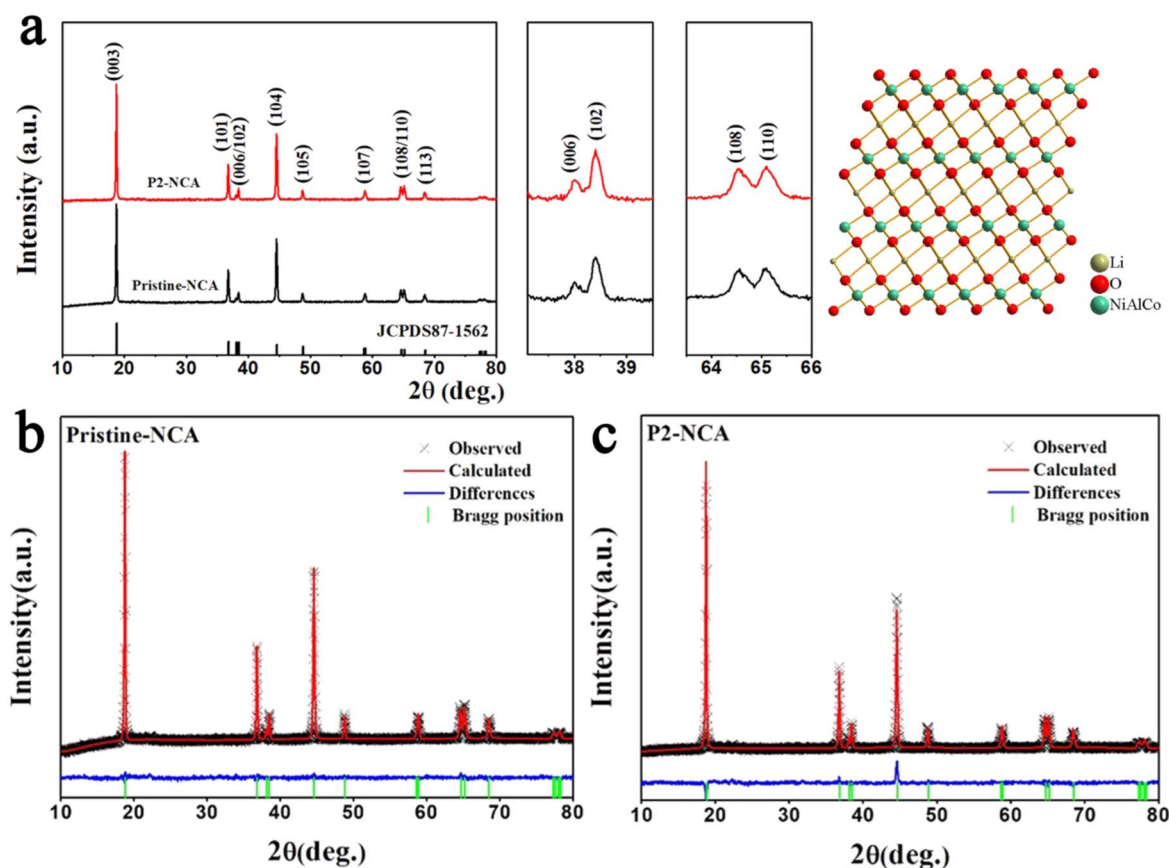 a
Intensity (a.u.)
(003)
(101)
(006/102)
(104)
(105)
(107)
(108/110)
(113)
P2-NCA
Pristine-NCA
JCPDS87-1562
10 20 30 40 50 60 70 80
2θ (deg.)
(006)
(102)
38 39
(108)
(110)
64 65 66
Li
O
NiAlCo
b
Pristine-NCA
Observed
Calculated
Differences
Bragg position
Intensity(a.u.)
10 20 30 40 50 60 70 80
2θ(deg.)
c
P2-NCA
Observed
Calculated
Differences
Bragg position
Intensity(a.u.)
10 20 30 40 50 60 70 80
2θ(deg.)